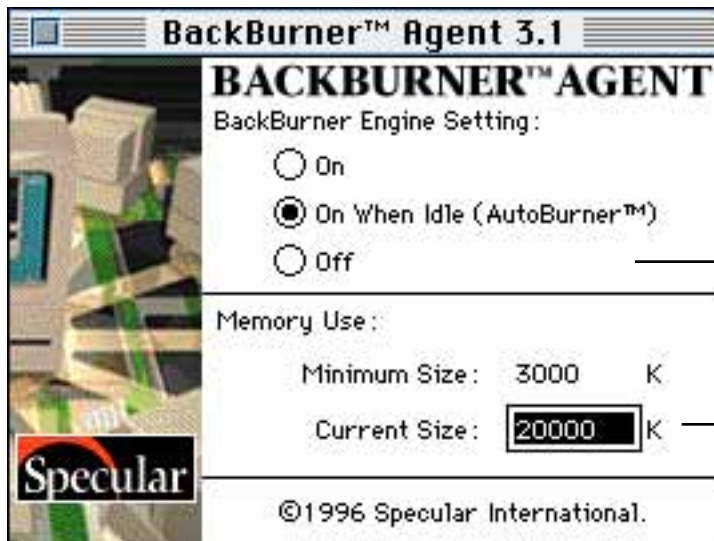 BackBurner™ Agent 3.1
BACKBURNER™AGENT
BackBurner Engine Setting:
On
On When Idle (AutoBurner™)
Off
Memory Use:
Minimum Size: 3000 K
Current Size: 20000 K
Specular
©1996 Specular International.